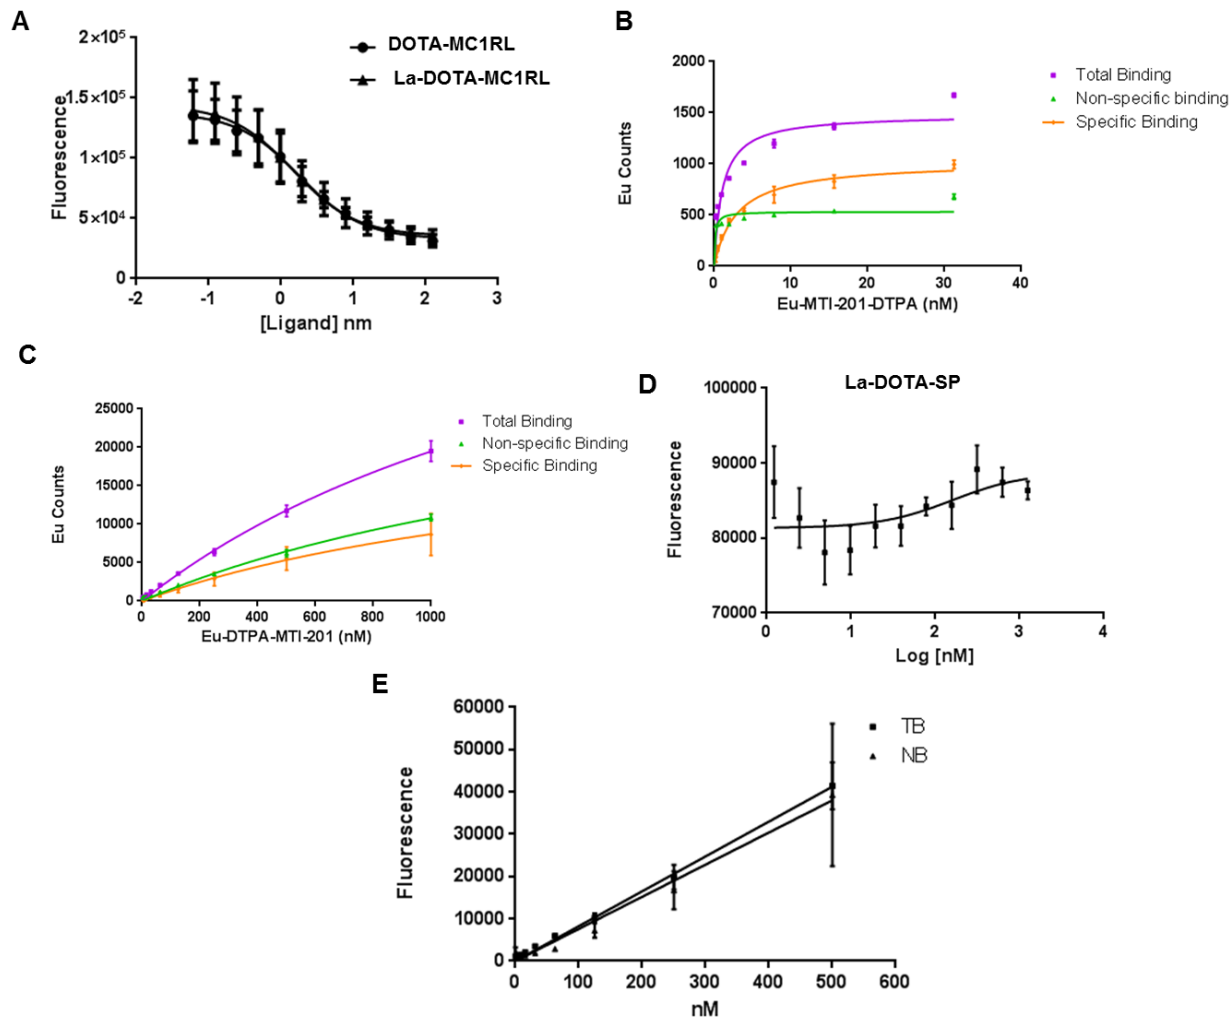 A
2×10⁵
1.5×10⁵
1×10⁵
5×10⁴
0
Fluorescence
-2
-1
0
1
2
3
[Ligand] nm
DOTA-MC1RL
La-DOTA-MC1RL
B
2000
1500
1000
500
0
Eu Counts
0
10
20
30
40
Eu-MTI-201-DTPA (nM)
Total Binding
Non-specific binding
Specific Binding
C
25000
20000
15000
10000
5000
0
Eu Counts
0
200
400
600
800
1000
Eu-DTPA-MTI-201 (nM)
Total Binding
Non-specific Binding
Specific Binding
D
La-DOTA-SP
100000
90000
80000
70000
Fluorescence
0
1
2
3
4
Log [nM]
E
60000
50000
40000
30000
20000
10000
0
Fluorescence
0
100
200
300
400
500
600
nM
TB
NB